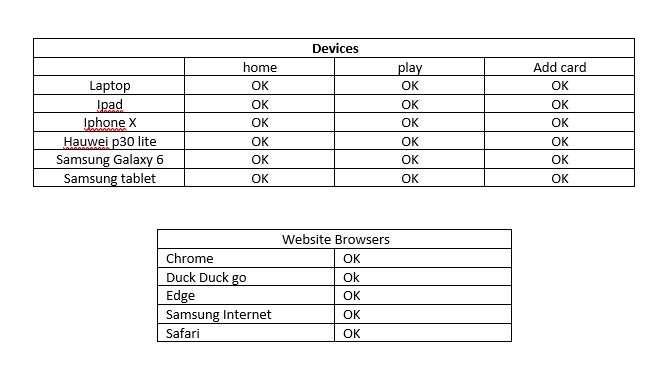 Devices
home play Add card
Laptop OK OK OK
Ipad OK OK OK
Iphone X OK OK OK
Hauwei p30 lite OK OK OK
Samsung Galaxy 6 OK OK OK
Samsung tablet OK OK OK
Website Browsers
Chrome OK
Duck Duck go Ok
Edge OK
Samsung Internet OK
Safari OK